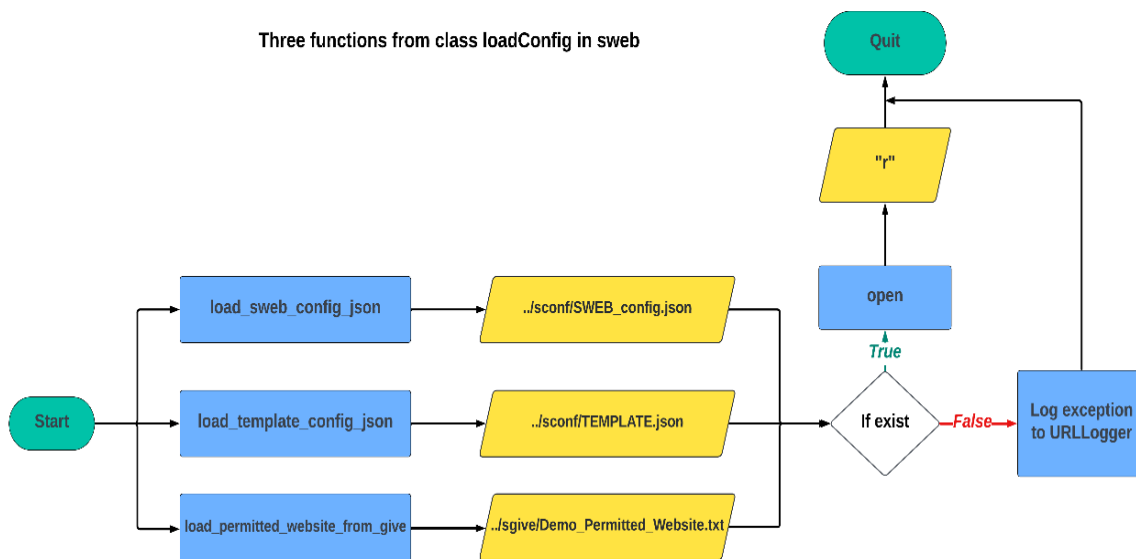 Three functions from class loadConfig in sweb
Quit
"r"
open
load_sweb_config_json
../sconf/SWEB_config.json
True
Start
load_template_config_json
../sconf/TEMPLATE.json
If exist
False
Log exception
to URLLogger
load_permitted_website_from_give
../sgive/Demo_Permitted_Website.txt